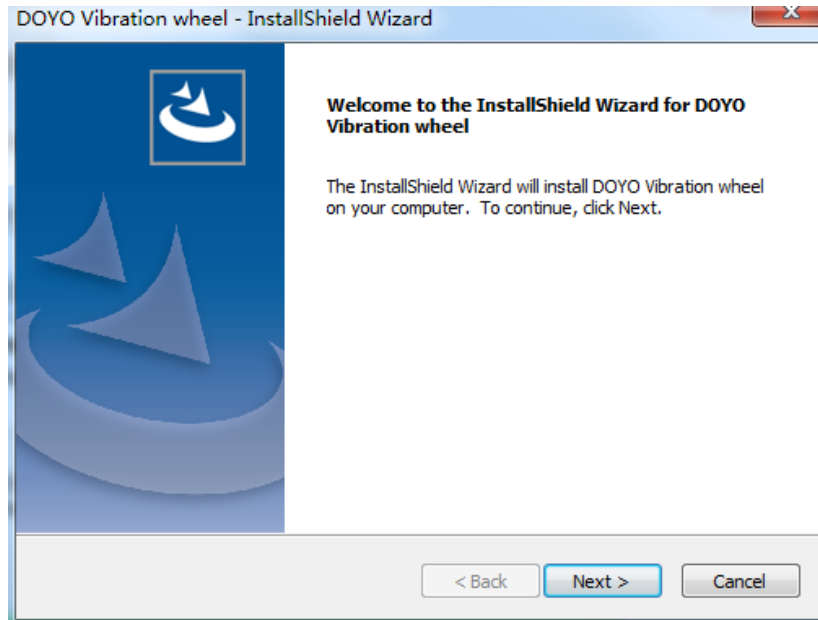 DOYO Vibration wheel - InstallShield Wizard
Welcome to the InstallShield Wizard for DOYO
Vibration wheel
The InstallShield Wizard will install DOYO Vibration wheel
on your computer. To continue, click Next.
< Back Next > Cancel